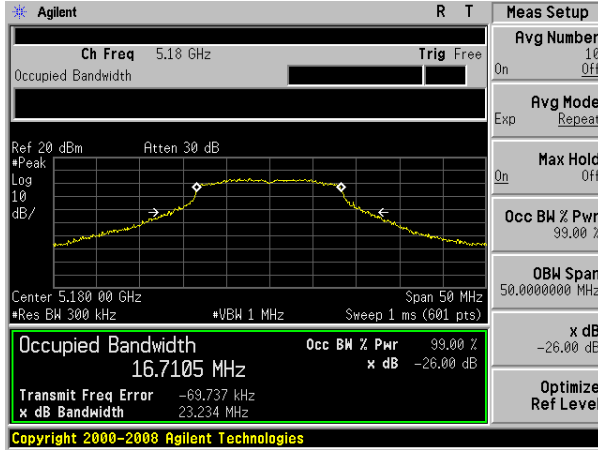 Agilent R T Meas Setup
Avg Number
10
On Off
Ch Freq 5.18 GHz Trig Free
Occupied Bandwidth
Avg Mode
Exp Repeat
Ref 20 dBm Atten 30 dB
#Peak
Log
10
dB/
Max Hold
On Off
Occ BW % Pwr
99.00 %
OBW Span
50.0000000 MHz
Center 5.180 00 GHz Span 50 MHz
#Res BW 300 kHz #VBW 1 MHz Sweep 1 ms (601 pts)
x dB
-26.00 dB
Occupied Bandwidth Occ BW % Pwr 99.00 %
16.7105 MHz x dB -26.00 dB
Transmit Freq Error -69.737 kHz
x dB Bandwidth 23.234 MHz
Optimize
Ref Level
Copyright 2000-2008 Agilent Technologies